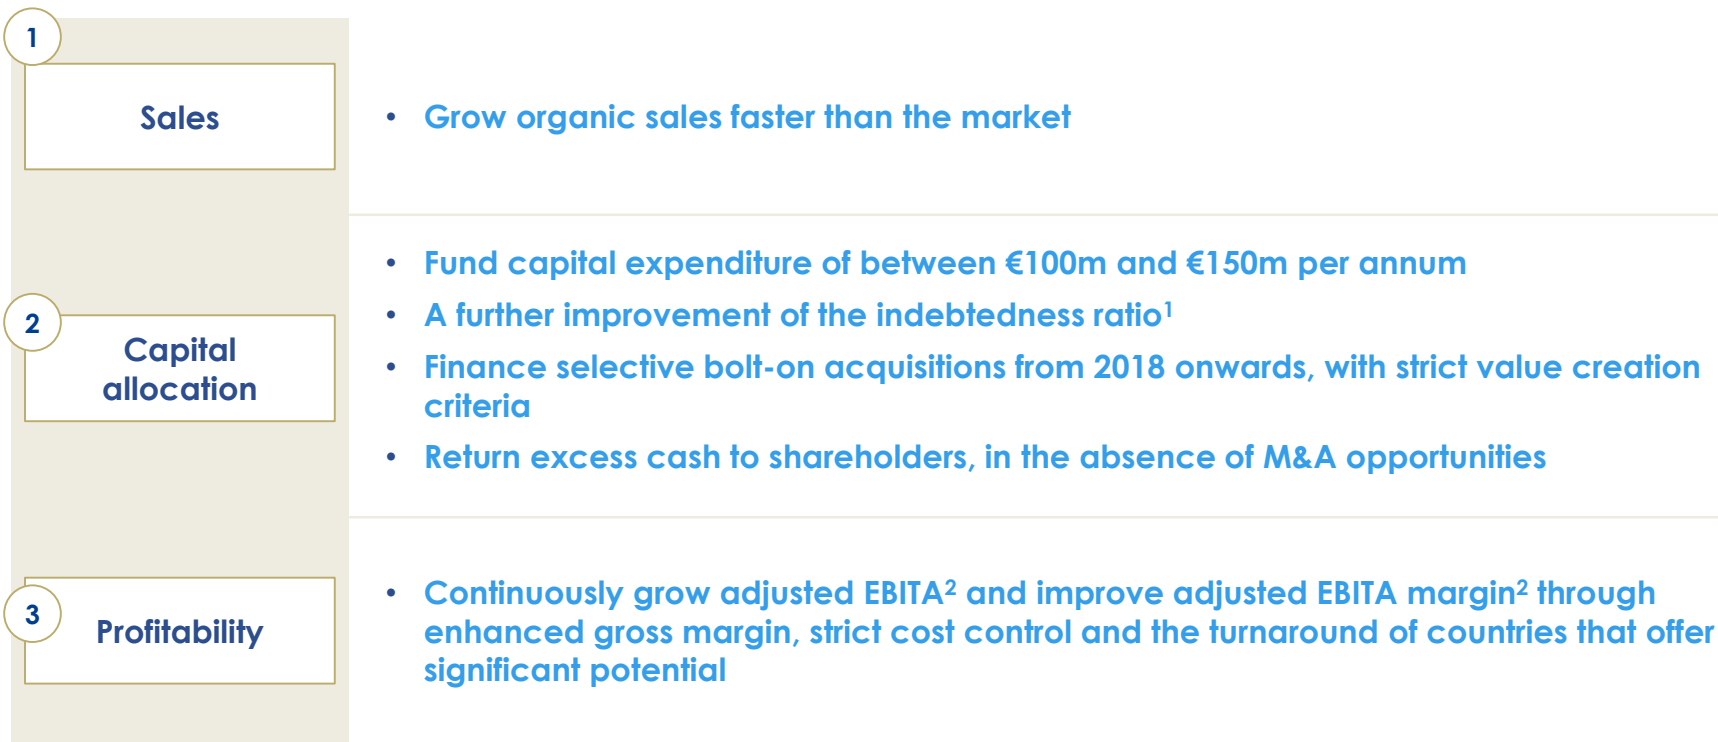 1
Sales
• Grow organic sales faster than the market
2
Capital
allocation
• Fund capital expenditure of between €100m and €150m per annum
• A further improvement of the indebtedness ratio¹
• Finance selective bolt-on acquisitions from 2018 onwards, with strict value creation
criteria
• Return excess cash to shareholders, in the absence of M&A opportunities
3
Profitability
• Continuously grow adjusted EBITA² and improve adjusted EBITA margin² through
enhanced gross margin, strict cost control and the turnaround of countries that offer
significant potential